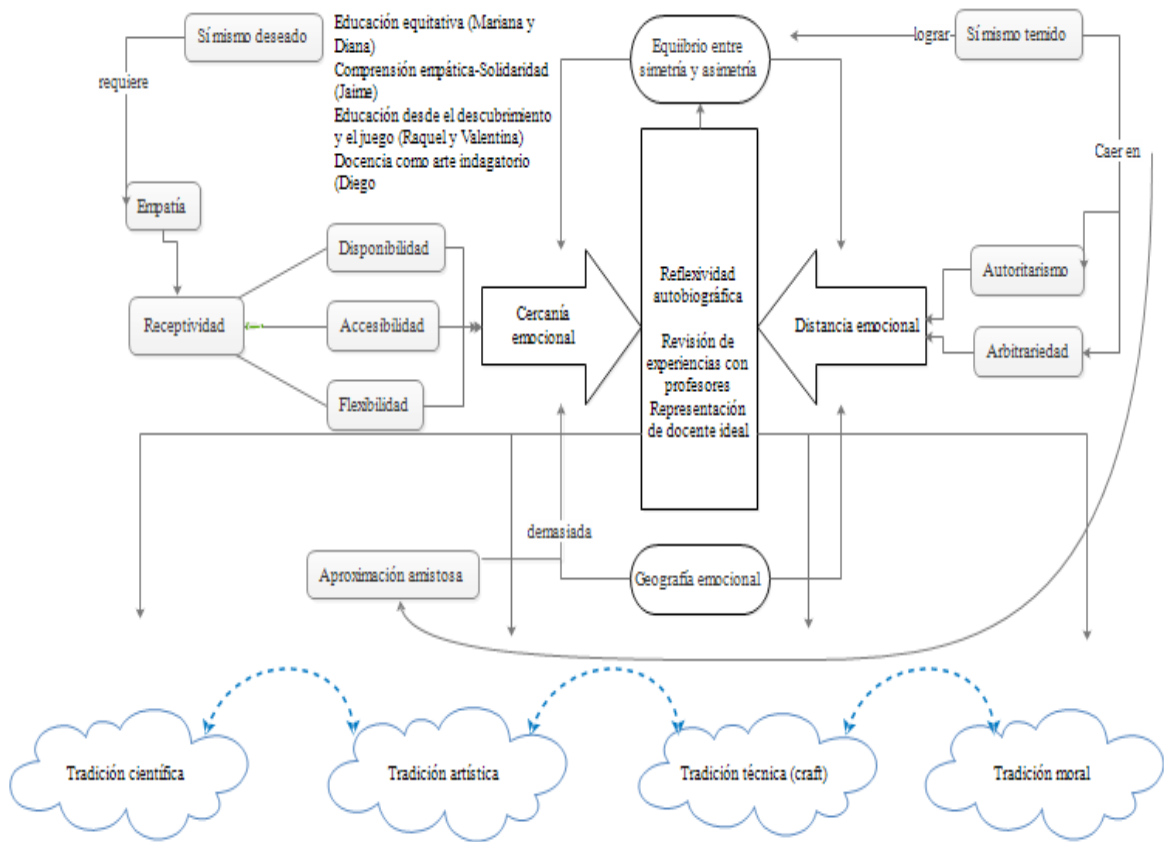 Sí mismo deseado
Educación equitativa (Mariana y
Diana)
Comprensión empática-Solidaridad
(Jaime)
Educación desde el descubrimiento
y el juego (Raquel y Valentina)
Docencia como arte indagatorio
(Diego
Equiibrio entre
simetría y asimetría
lograr
Sí mismo temido
requiere
Caer en
Empatía
Disponibilidad
Receptividad
Accesibilidad
Flexibilidad
Cercanía
emocional
Reflexividad
autobiográfica
Revisión de
experiencias con
profesores
Representación
de docente ideal
Distancia emocional
Autoritarismo
Arbitrariedad
demasiada
Aproximación amistosa
Geografía emocional
Tradición científica
Tradición artística
Tradición técnica (craft)
Tradición moral